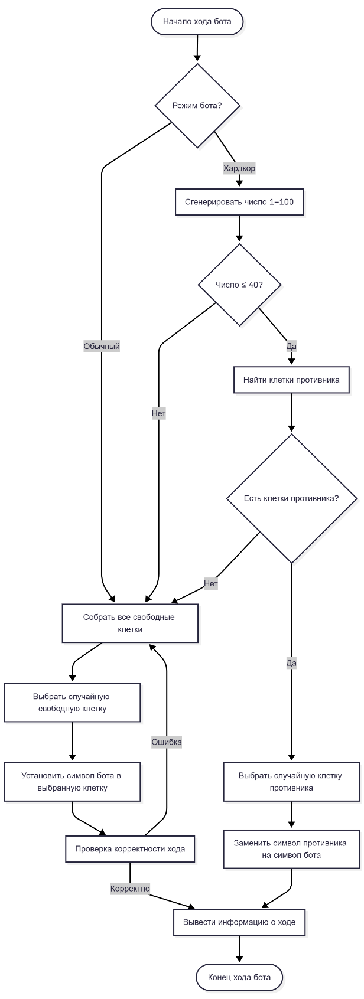 Начало хода бота
Режим бота?
Хардкор
Сгенерировать число 1–100
Число ≤ 40?
Обычный
Да
Найти клетки противника
Нет
Есть клетки противника?
Нет
Собрать все свободные
клетки
Да
Выбрать случайную
свободную клетку
Ошибка
Установить символ бота в
выбранную клетку
Выбрать случайную клетку
противника
Проверка корректности хода
Заменить символ противника
на символ бота
Корректно
Вывести информацию о ходе
Конец хода бота